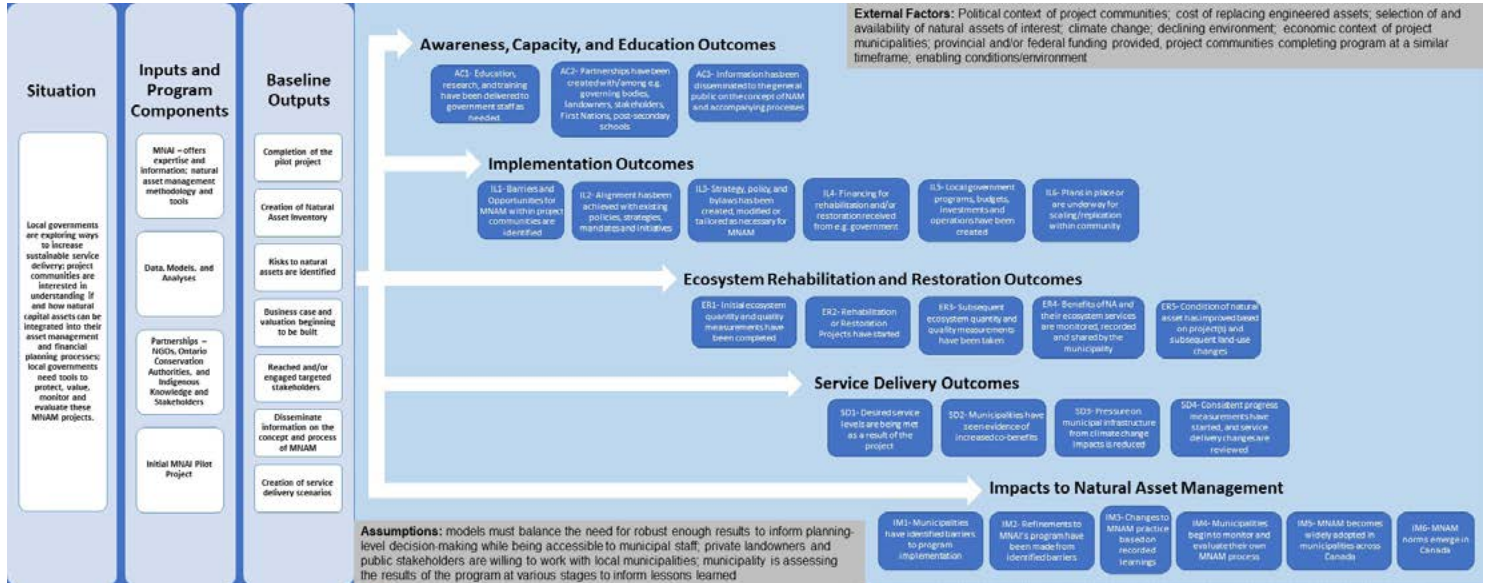 Situation
Local governments
are exploring ways
to increase
sustainable service
delivery; project
communities are
interested in
understanding if
and how natural
capital assets can be
integrated into their
asset management
and financial
planning processes;
local governments
need tools to
protect, value,
monitor and
evaluate these
MNAM projects.
Inputs and
Program
Components
MNAI – offers
expertise and
information; natural
asset management
methodology and
tools
Data, Models, and
Analyses
Partnerships –
NGOs, Ontario
Conservation
Authorities, and
Indigenous
Knowledge and
Stakeholders
Initial MNAI Pilot
Project
Baseline
Outputs
Completion of the
pilot project
Creation of Natural
Asset Inventory
Risks to natural
assets are identified
Business case and
valuation beginning
to be built
Reached and/or
engaged targeted
stakeholders
Disseminate
information on the
concept and process
of MNAM
Creation of service
delivery scenarios
External Factors: Political context of project communities; cost of replacing engineered assets; selection of and
availability of natural assets of interest; climate change; declining environment; economic context of project
municipalities; provincial and/or federal funding provided, project communities completing program at a similar
timeframe; enabling conditions/environment
Awareness, Capacity, and Education Outcomes
AC1- Education,
research, and training
have been delivered to
government staff as
needed
AC2- Partnerships have been
created with/among e.g.
governing bodies,
landowners, stakeholders,
First Nations, post-secondary
schools
AC3- Information has been
disseminated to the general
public on the concept of NAM
and accompanying processes
Implementation Outcomes
IL1- Barriers and
Opportunities for
MNAM within project
communities are
identified
IL2- Alignment has been
achieved with existing
policies, strategies,
mandates and initiatives
IL3- Strategy, policy, and
bylaws has been
created, modified or
tailored as necessary for
MNAM
IL4- Financing for
rehabilitation and/or
restoration received
from e.g. government
IL5- Local government
programs, budgets,
investments and
operations have been
created
IL6- Plans in place or
are underway for
scaling/replication
within community
Ecosystem Rehabilitation and Restoration Outcomes
ER1- Initial ecosystem
quantity and quality
measurements have
been completed
ER2- Rehabilitation
or Restoration
Projects have started
ER3- Subsequent
ecosystem quantity and
quality measurements
have been taken
ER4- Benefits of NA and
their ecosystem services
are monitored, recorded
and shared by the
municipality
ER5- Condition of natural
asset has improved based
on project(s) and
subsequent land-use
changes
Service Delivery Outcomes
SD1- Desired service
levels are being met
as a result of the
project
SD2- Municipalities have
seen evidence of
increased co-benefits
SD3- Pressure on
municipal infrastructure
from climate change
impacts is reduced
SD4- Consistent progress
measurements have
started, and service
delivery changes are
reviewed
Impacts to Natural Asset Management
IM1- Municipalities
have identified barriers
to program
implementation
IM2- Refinements to
MNAI's program have
been made from
identified barriers
IM3- Changes to
MNAM practice
based on
recorded
learnings
IM4- Municipalities
begin to monitor and
evaluate their own
MNAM process
IM5- MNAM becomes
widely adopted in
municipalities across
Canada
IM6- MNAM
norms emerge in
Canada
Assumptions: models must balance the need for robust enough results to inform planning-
level decision-making while being accessible to municipal staff; private landowners and
public stakeholders are willing to work with local municipalities; municipality is assessing
the results of the program at various stages to inform lessons learned